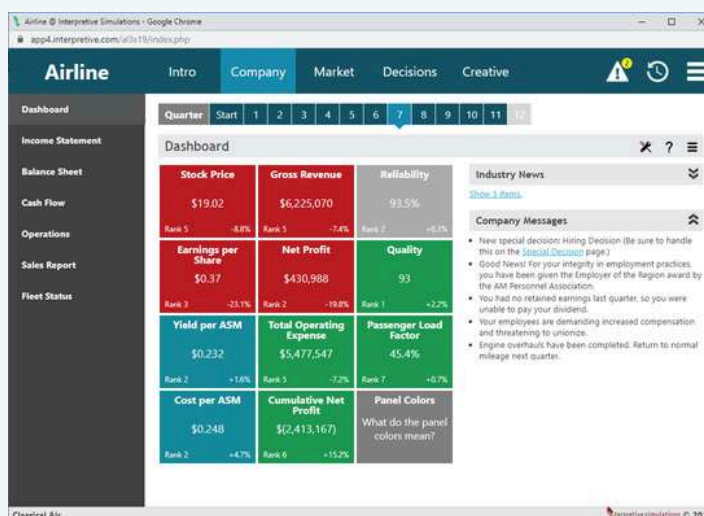 Airline @ Interpretive Simulations - Google Chrome
app4.interpretive.com/al3s19/index.php
Airline
Intro Company Market Decisions Creative
Dashboard
Income Statement
Balance Sheet
Cash Flow
Operations
Sales Report
Fleet Status
Quarter Start 1 2 3 4 5 6 7 8 9 10 11 12
Dashboard
?
Stock Price
$19.02
Rank 5 -8.8%
Gross Revenue
$6,225,070
Rank 5 -7.4%
Reliability
93.5%
Rank 2
Earnings per
Share
$0.37
Rank 3 -23.1%
Net Profit
$430,988
Rank 2 -19.8%
Quality
93
Rank 1 +2.2%
Yield per ASM
$0.232
Rank 2 +1.6%
Total Operating
Expense
$5,477,547
Rank 5 -7.2%
Passenger Load
Factor
45.4%
Rank 7 +0.7%
Cost per ASM
$0.248
Rank 2 +4.7%
Cumulative Net
Profit
$(2,413,167)
Rank 6 +15.2%
Panel Colors
What do the panel
colors mean?
Industry News
Show 5 items.
Company Messages
New special decision: Hiring Decision (Be sure to handle
this on the Special Decision page.)
Good News! For your integrity in employment practices,
you have been given the Employer of the Region award by
the AM Personnel Association.
You had no retained earnings last quarter, so you were
unable to pay your dividend.
Your employees are demanding increased compensation
and threatening to unionize.
Engine overhauls have been completed. Return to normal
mileage next quarter.
Classical Air
interpretive simulations © 20